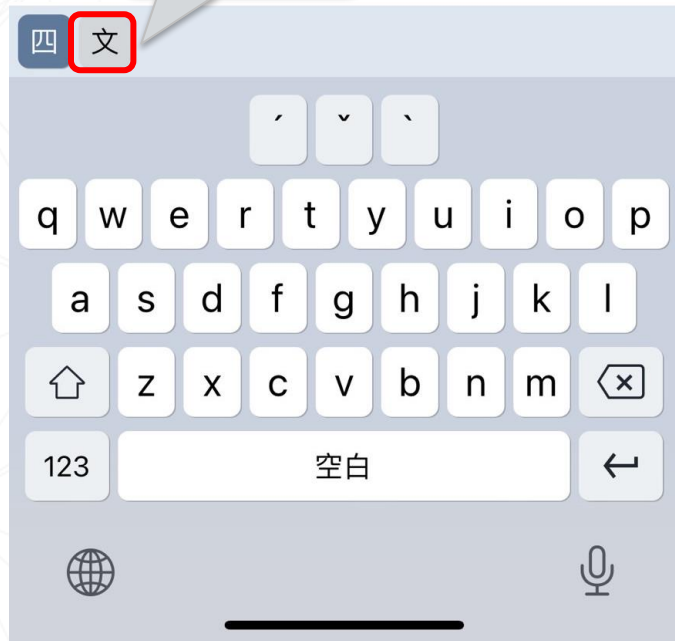 四 文
ˊ ˇ ˋ
q w e r t y u i o p
a s d f g h j k l
z x c v b n m
123 空白